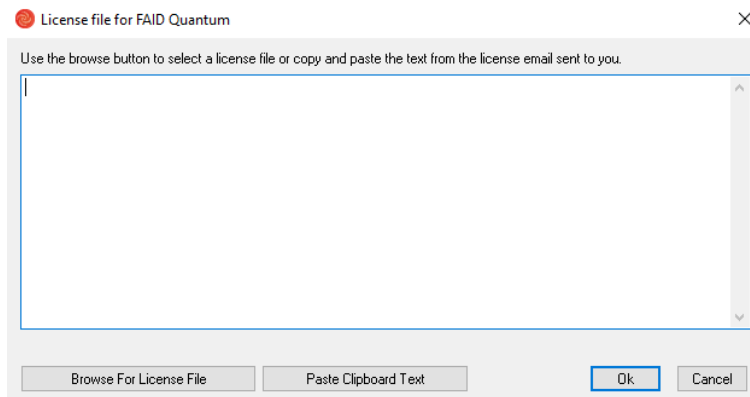 License file for FAID Quantum
Use the browse button to select a license file or copy and paste the text from the license email sent to you.
Browse For License File
Paste Clipboard Text
Ok
Cancel